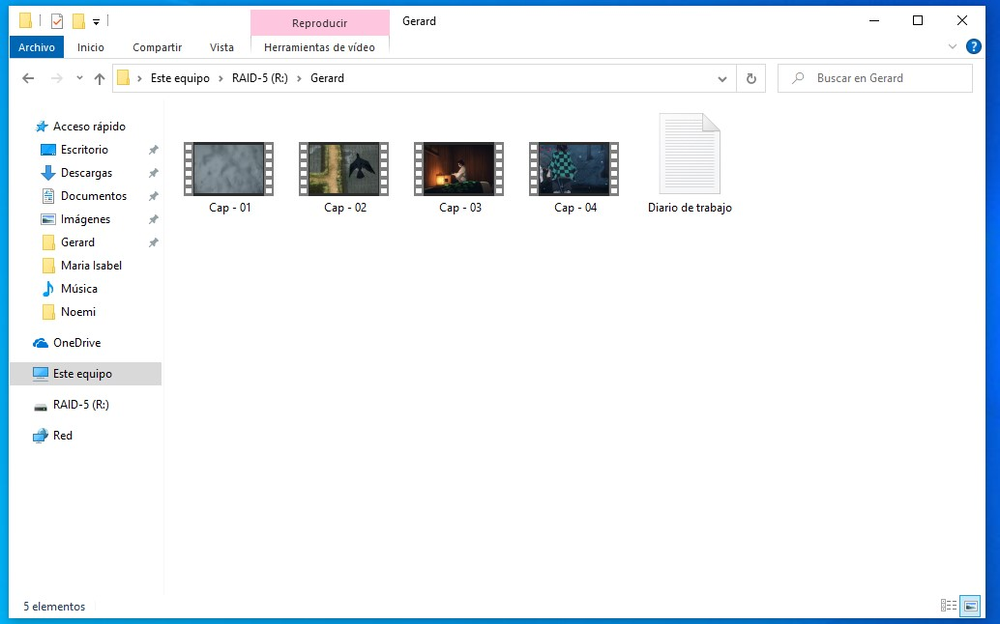 Reproducir
Gerard
Archivo
Inicio
Compartir
Vista
Herramientas de vídeo
?
Este equipo
RAID-5 (R:)
Gerard
Buscar en Gerard
Acceso rápido
Escritorio
Descargas
Documentos
Imágenes
Gerard
Maria Isabel
Música
Noemi
OneDrive
Este equipo
RAID-5 (R:)
Red
Cap - 01
Cap - 02
Cap - 03
Cap - 04
Diario de trabajo
5 elementos